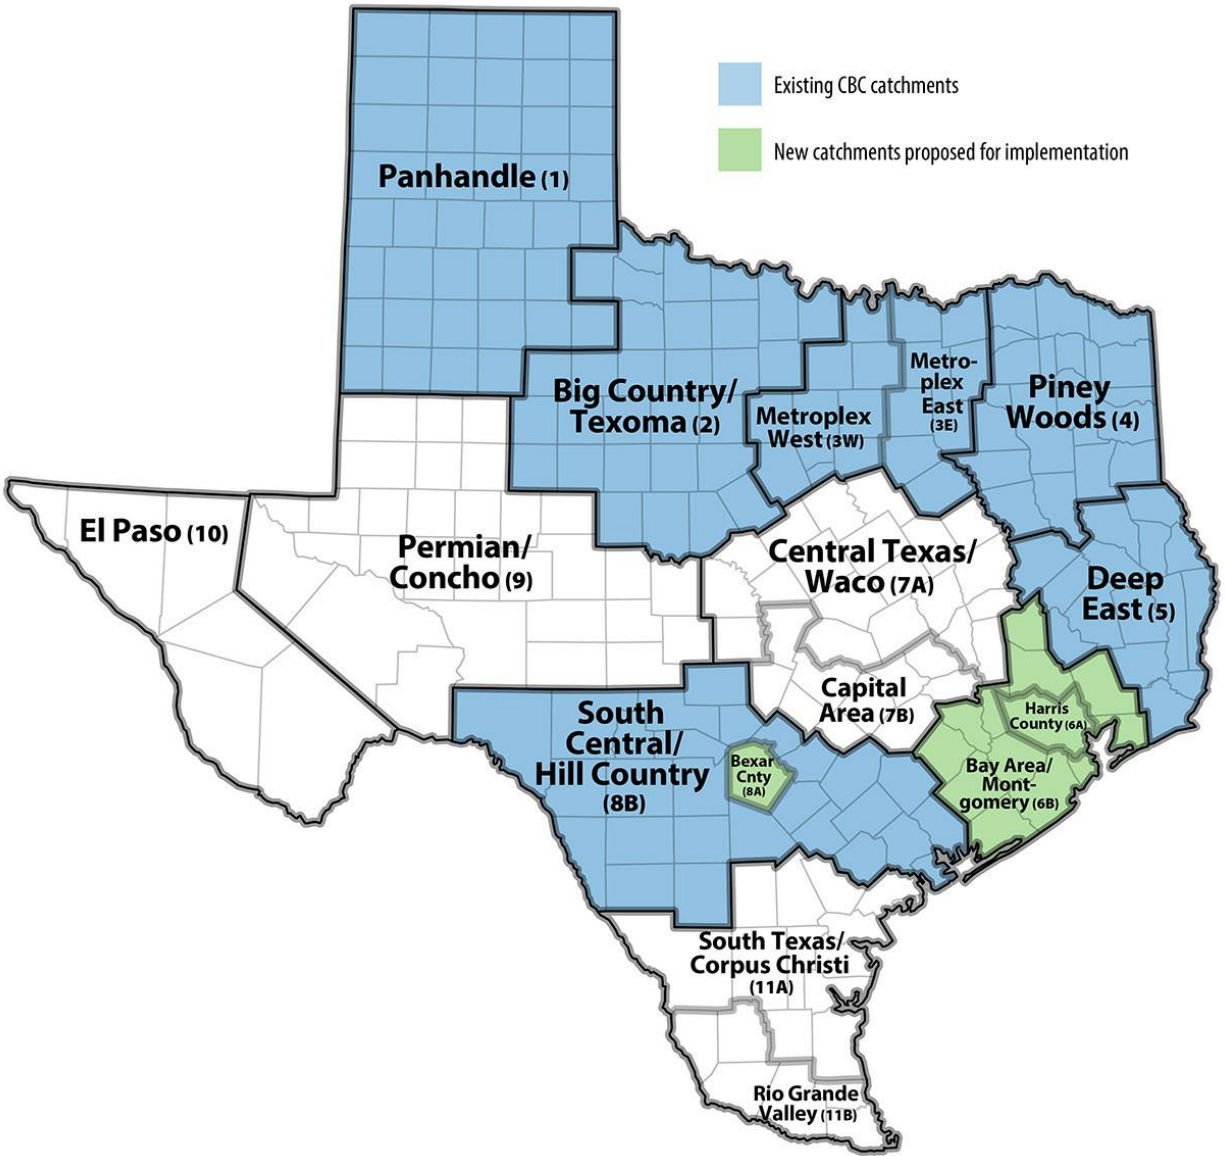 Existing CBC catchments
New catchments proposed for implementation
Panhandle (1)
Big Country/
Texoma (2)
Metroplex
West (3W)
Metro-
plex
East
(3E)
Piney
Woods (4)
El Paso (10)
Permian/
Concho (9)
Central Texas/
Waco (7A)
Deep
East (5)
Capital
Area (7B)
Harris
County (6A)
South
Central/
Hill Country
(8B)
Bexar
Cnty
(8A)
Bay Area/
Mont-
gomery (6B)
South Texas/
Corpus Christi
(11A)
Rio Grande
Valley (11B)